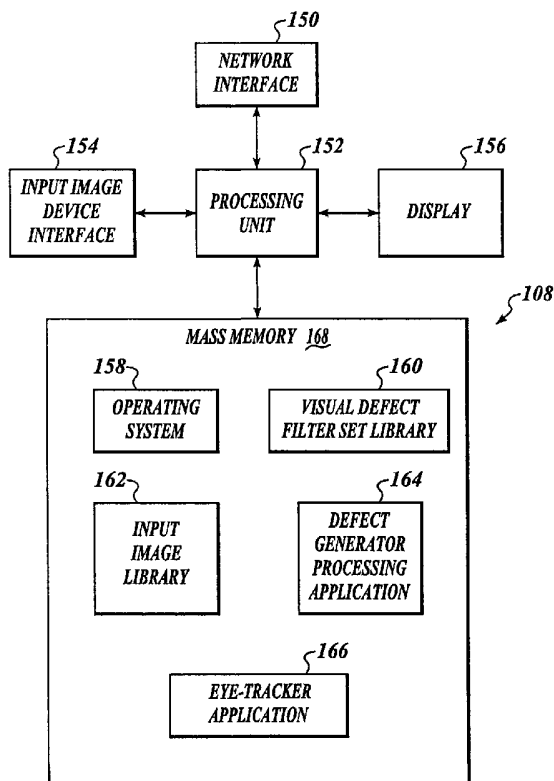 150
NETWORK
INTERFACE
154
INPUT IMAGE
DEVICE
INTERFACE
152
PROCESSING
UNIT
156
DISPLAY
108
MASS MEMORY 168
158
OPERATING
SYSTEM
160
VISUAL DEFECT
FILTER SET LIBRARY
162
INPUT
IMAGE
LIBRARY
164
DEFECT
GENERATOR
PROCESSING
APPLICATION
166
EYE-TRACKER
APPLICATION